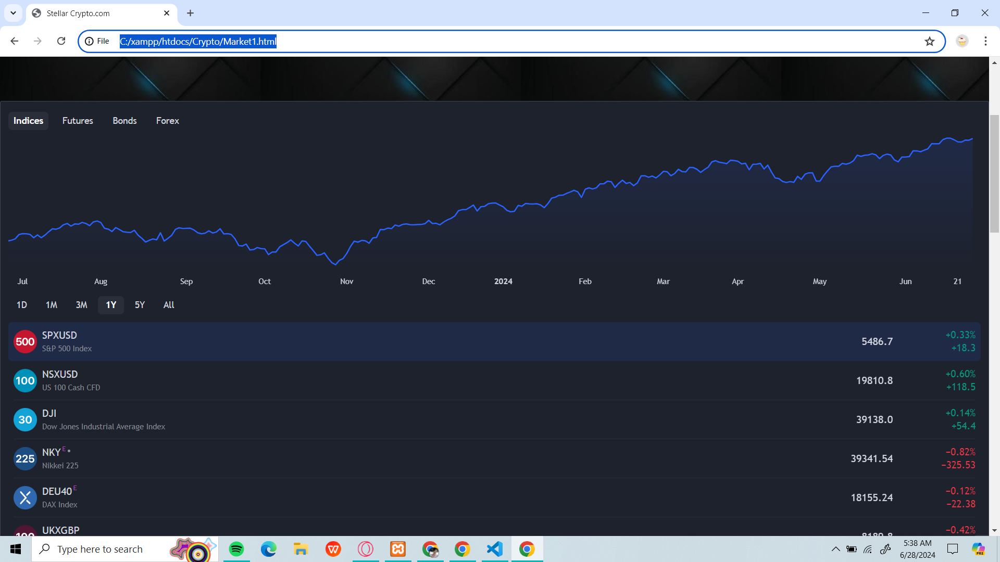 Stellar Crypto.com
File C:/xampp/htdocs/Crypto/Market1.html
Indices Futures Bonds Forex
Jul Aug Sep Oct Nov Dec 2024 Feb Mar Apr May Jun 21
1D 1M 3M 1Y 5Y All
500 SPXUSD
S&P 500 Index
5486.7
+0.33%
+18.3
100 NSXUSD
US 100 Cash CFD
19810.8
+0.60%
+118.5
30 DJI
Dow Jones Industrial Average Index
39138.0
+0.14%
+54.4
225 NKY E
Nikkei 225
39341.54
−0.82%
−325.53
DEU40 E
DAX Index
18155.24
−0.12%
−22.38
100 UKXGBP
8189.8
−0.42%
Type here to search
5:38 AM
6/28/2024
PRE